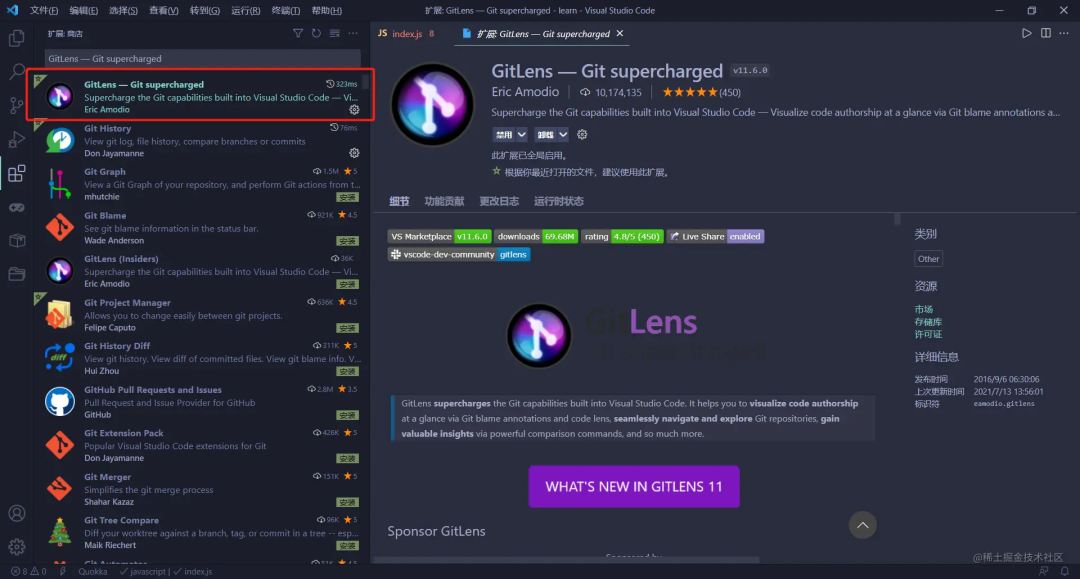 文件(F) 编辑(E) 选择(S) 查看(V) 转到(G) 运行(R) 终端(T) 帮助(H) 扩展: GitLens — Git supercharged - learn - Visual Studio Code
扩展: 商店
GitLens — Git supercharged
GitLens — Git supercharged 323ms
Supercharge the Git capabilities built into Visual Studio Code — Vi...
Eric Amodio
Git History 76ms
View git log, file history, compare branches or commits
Don Jayamanne
Git Graph 1.5M 5
View a Git Graph of your repository, and perform Git actions from t...
mhutchie 安装
Git Blame 921K 4.5
See git blame information in the status bar.
Wade Anderson 安装
GitLens (Insiders) 36K
Supercharge the Git capabilities built into Visual Studio Code — Vi...
Eric Amodio 安装
Git Project Manager 636K 4.5
Allows you to change easily between git projects.
Felipe Caputo 安装
Git History Diff 311K 5
View git history. View diff of committed files. View git blame info. V...
Hui Zhou 安装
GitHub Pull Requests and Issues 2.8M 3.5
Pull Request and Issue Provider for GitHub
GitHub 安装
Git Extension Pack 426K 5
Popular Visual Studio Code extensions for Git
Don Jayamanne 安装
Git Merger 151K 5
Simplifies the git merge process
Shahar Kazaz 安装
Git Tree Compare 96K 5
Diff your worktree against a branch, tag, or commit in a tree -- esp...
Maik Riechert 安装
JS index.js 8 扩展: GitLens — Git supercharged
GitLens — Git supercharged v11.6.0
Eric Amodio 10,174,135 (450)
Supercharge the Git capabilities built into Visual Studio Code — Visualize code authorship at a glance via Git blame annotations a...
禁用 卸载
此扩展已全局启用。
根据你最近打开的文件，建议使用此扩展。
细节 功能贡献 更改日志 运行时状态
VS Marketplace v11.6.0 downloads 69.68M rating 4.8/5 (450) Live Share enabled
vscode-dev-community gitlens
GitLens
GitLens supercharges the Git capabilities built into Visual Studio Code. It helps you to visualize code authorship
at a glance via Git blame annotations and code lens, seamlessly navigate and explore Git repositories, gain
valuable insights via powerful comparison commands, and so much more.
WHAT'S NEW IN GITLENS 11
Sponsor GitLens
类别
Other
资源
市场
存储库
许可证
详细信息
发布时间 2016/9/6 06:30:06
上次更新时间 2021/7/13 13:56:01
标识符 eamodio.gitlens
@稀土掘金技术社区
8 0 Quokka javascript | index.js